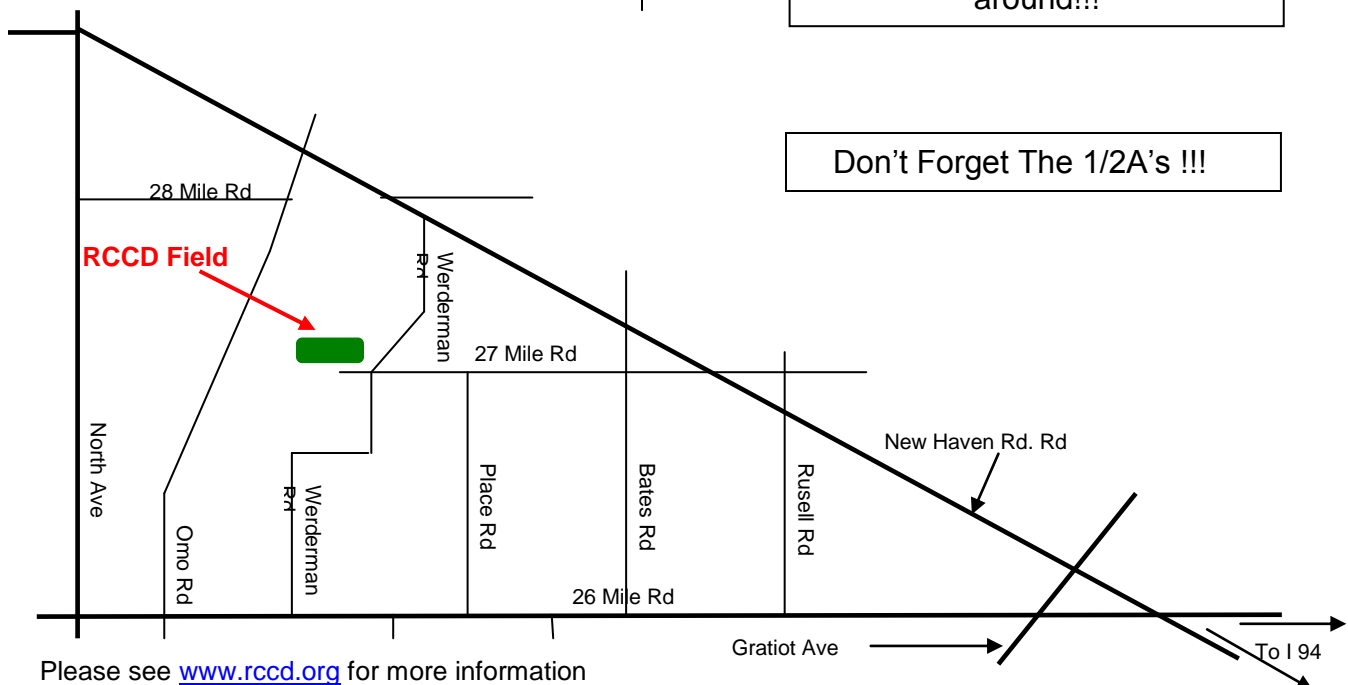 around!!!
Don't Forget The 1/2A's !!!
28 Mile Rd
RCCD Field
Werderman
Rd
27 Mile Rd
North Ave
New Haven Rd. Rd
Omo Rd
Werderman
Rd
Place Rd
Bates Rd
Rusell Rd
26 Mile Rd
Gratiot Ave
To I 94
Please see www.rccd.org for more information